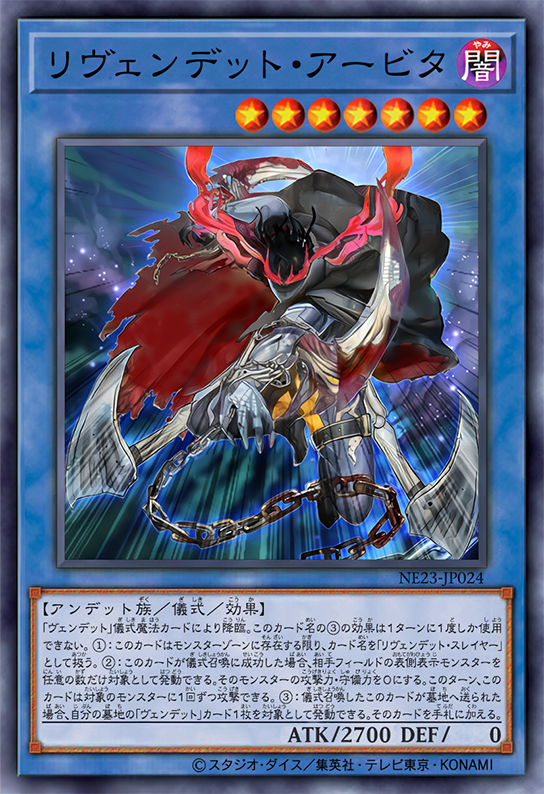 リヴェンデット・アービタ
やみ
闇
NE23-JP024
【アンデット族/儀式/効果】
「ヴェンデット」儀式魔法カードにより降臨。このカード名の③の効果は1ターンに1度しか使用
できない。①:このカードはモンスターゾーンに存在する限り、カード名を「リヴェンデット・スレイヤー」
として扱う。②:このカードが儀式召喚に成功した場合、相手フィールドの表側表示モンスターを
任意の数だけ対象として発動できる。そのモンスターの攻撃力・守備力を0にする。このターン、この
カードは対象のモンスターに1回ずつ攻撃できる。③:儀式召喚したこのカードが墓地へ送られた
場合、自分の墓地の「ヴェンデット」カード1枚を対象として発動できる。そのカードを手札に加える。
ATK/2700 DEF/ 0
©スタジオ・ダイス/集英社・テレビ東京・KONAMI